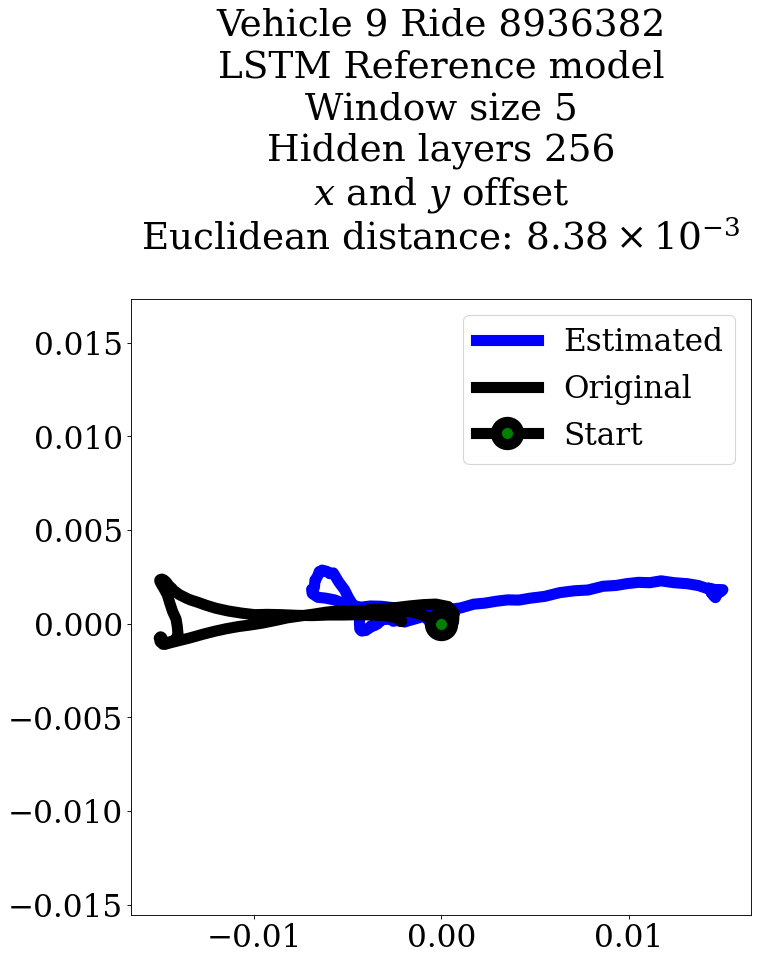 Vehicle 9 Ride 8936382
LSTM Reference model
Window size 5
Hidden layers 256
x and y offset
Euclidean distance: 8.38 × 10⁻³
Estimated
Original
Start
0.015
0.010
0.005
0.000
−0.005
−0.010
−0.015
−0.01 0.00 0.01